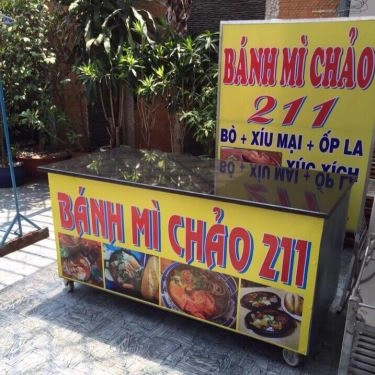 BÁNH MÌ CHẢO
211
BÒ + XÍU MẠI + ỐP LA
XÚC XÍCH
BÁNH MÌ CHẢO 211